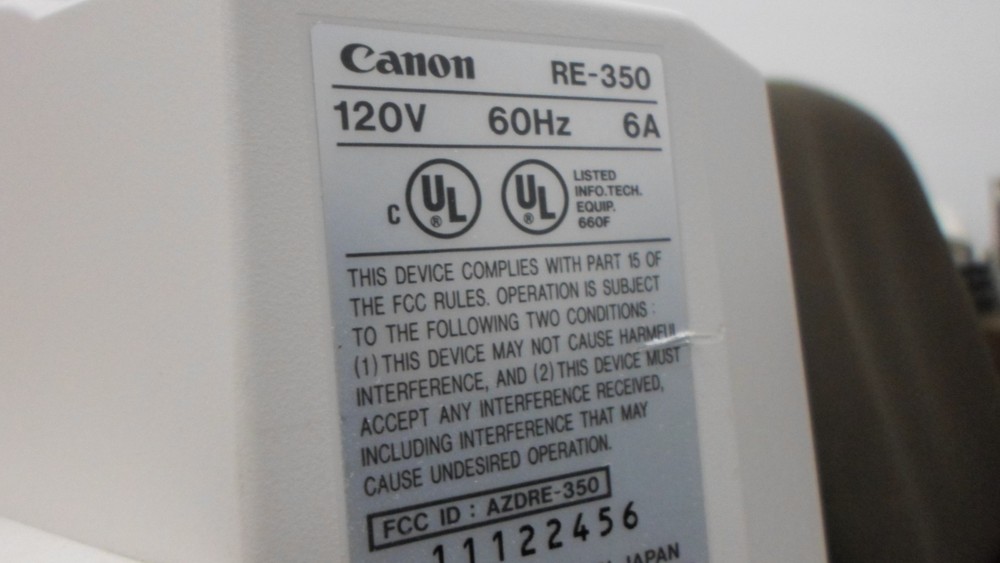 Canon RE-350
120V 60Hz 6A
C UL ® UL ® LISTED
INFO.TECH.
EQUIP.
660F
THIS DEVICE COMPLIES WITH PART 15 OF
THE FCC RULES. OPERATION IS SUBJECT
TO THE FOLLOWING TWO CONDITIONS :
(1) THIS DEVICE MAY NOT CAUSE HARMFUL
INTERFERENCE, AND (2) THIS DEVICE MUST
ACCEPT ANY INTERFERENCE RECEIVED,
INCLUDING INTERFERENCE THAT MAY
CAUSE UNDESIRED OPERATION.
FCC ID : AZDRE-350
11122456
JAPAN